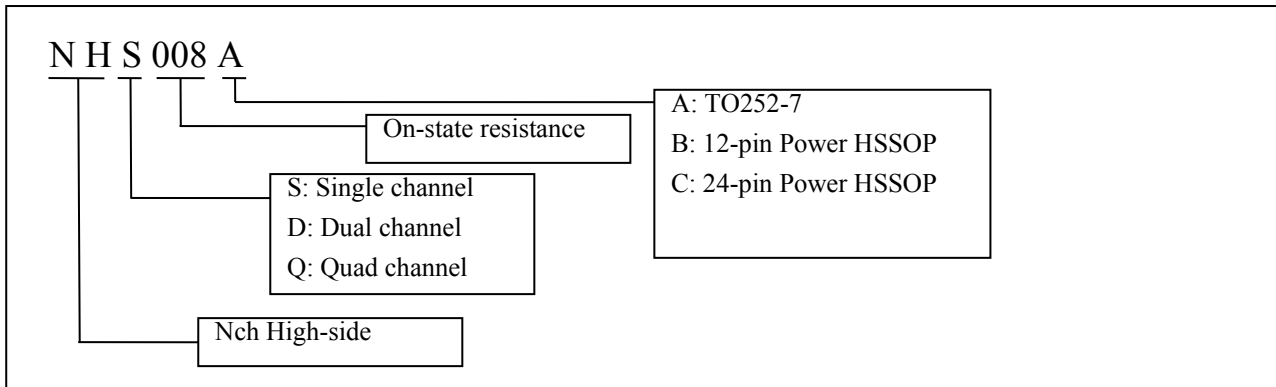 N H S 008 A
A: TO252-7
B: 12-pin Power HSSOP
C: 24-pin Power HSSOP
On-state resistance
S: Single channel
D: Dual channel
Q: Quad channel
Nch High-side